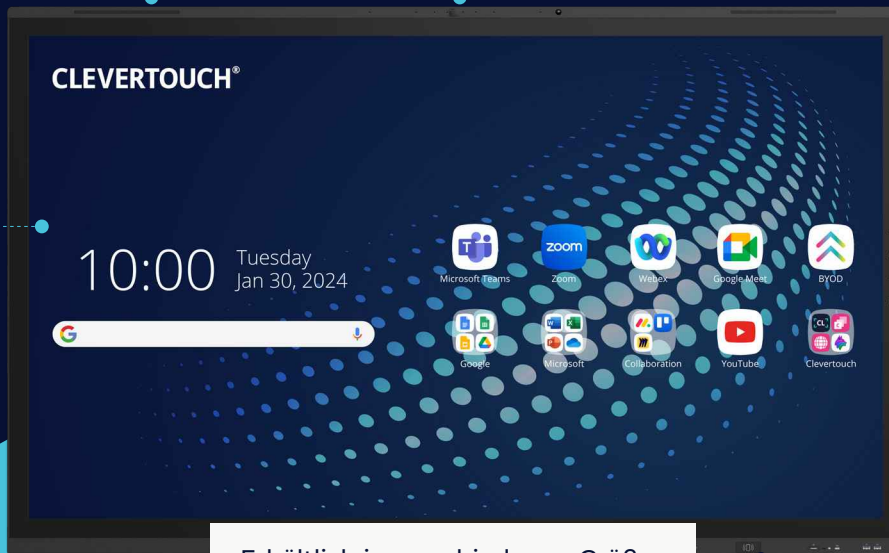 CLEVERTOUCH®
10:00
Tuesday
Jan 30, 2024
Microsoft Teams
Zoom
zoom
Webex
Google Meet
BYOD
Google
Microsoft
Collaboration
YouTube
Clevertouch